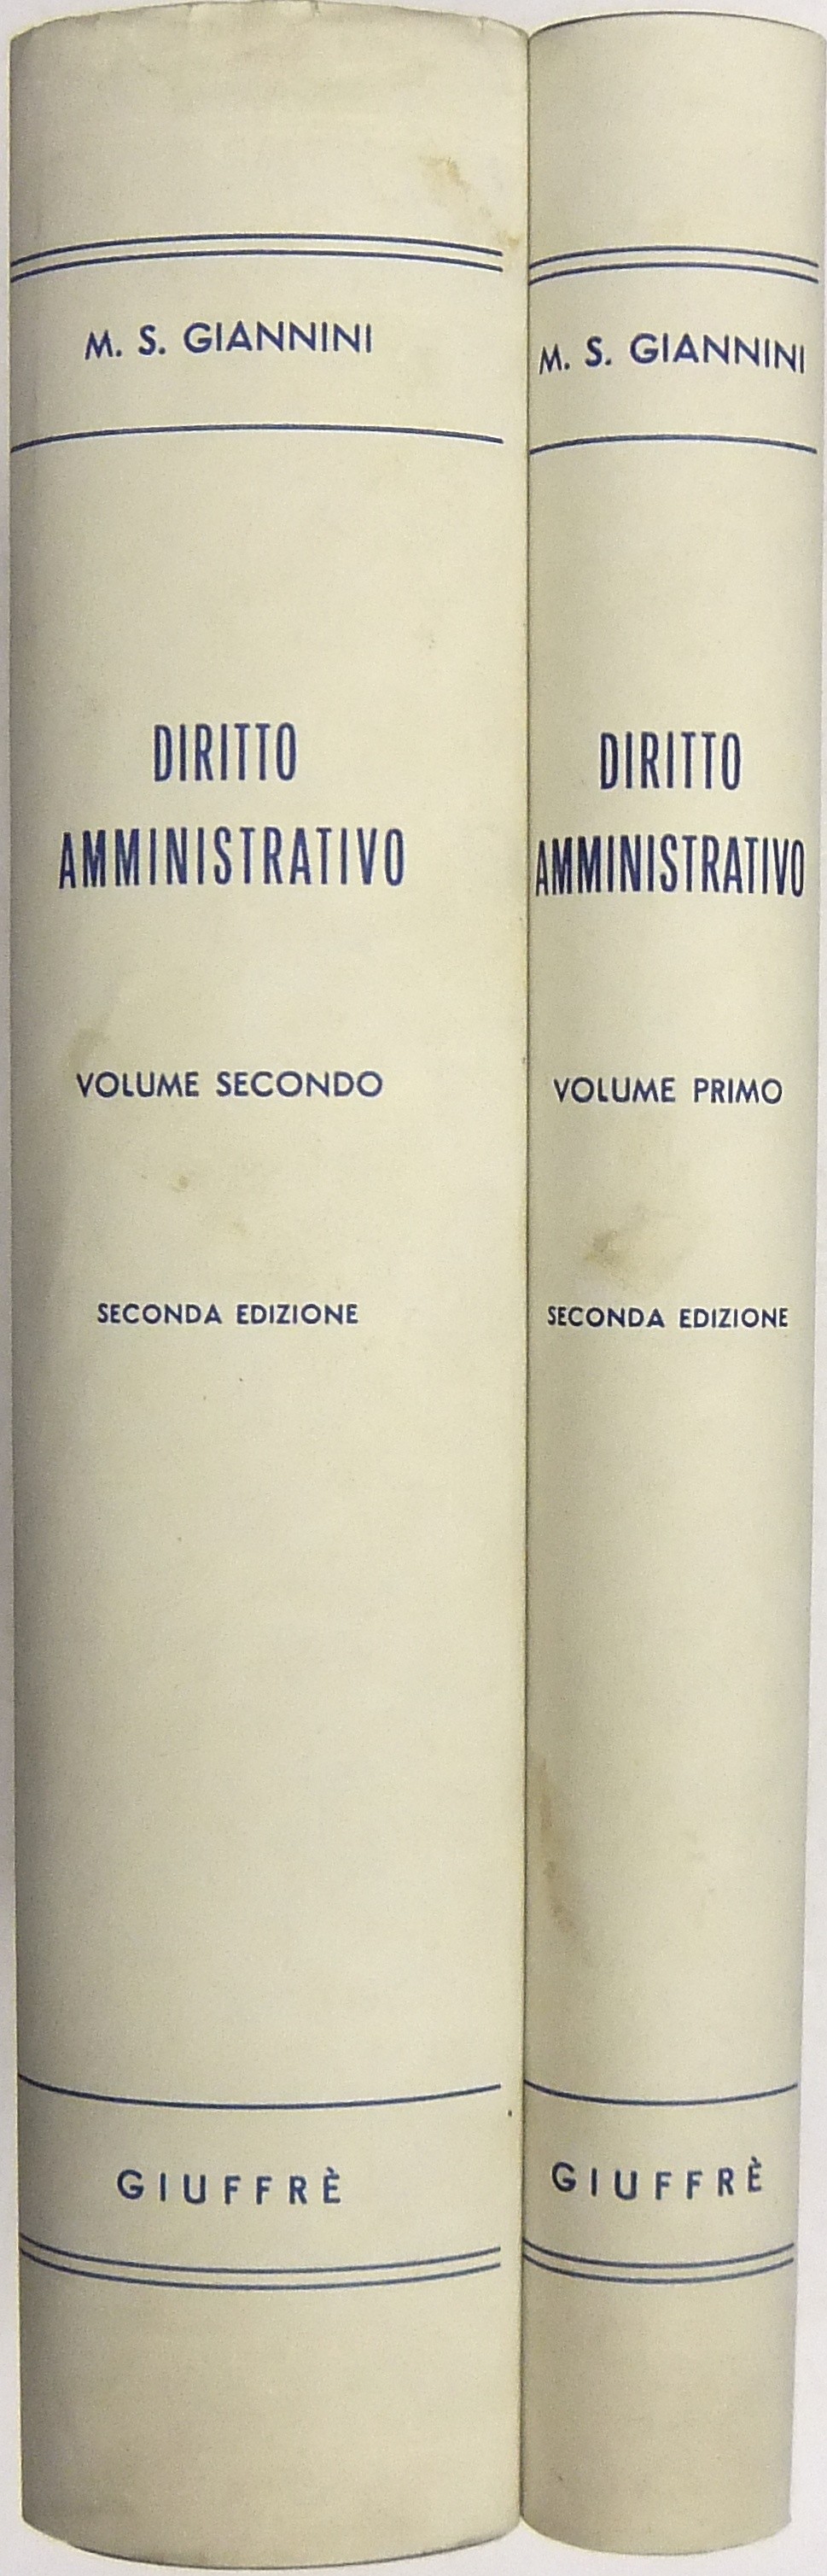 M. S. GIANNINI
DIRITTO
AMMINISTRATIVO
VOLUME SECONDO
SECONDA EDIZIONE
GIUFFRÈ
M. S. GIANNINI
DIRITTO
AMMINISTRATIVO
VOLUME PRIMO
SECONDA EDIZIONE
GIUFFRÈ